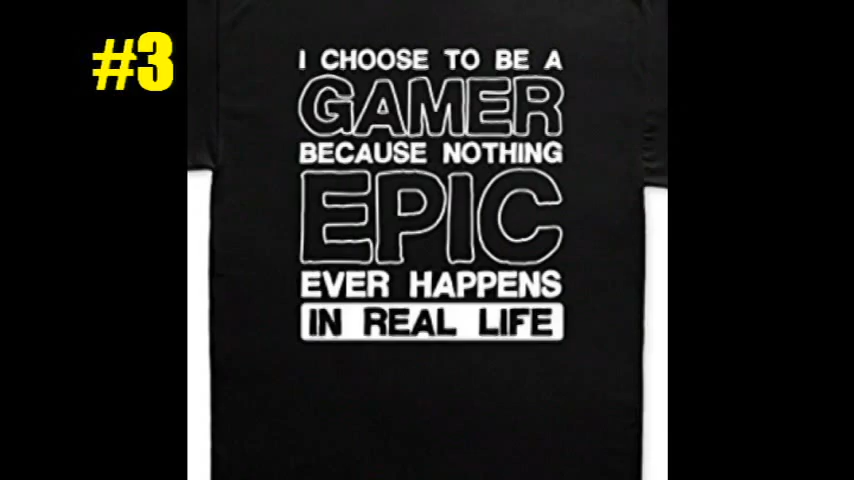 #3
I CHOOSE TO BE A
GAMER
BECAUSE NOTHING
EPIC
EVER HAPPENS
IN REAL LIFE